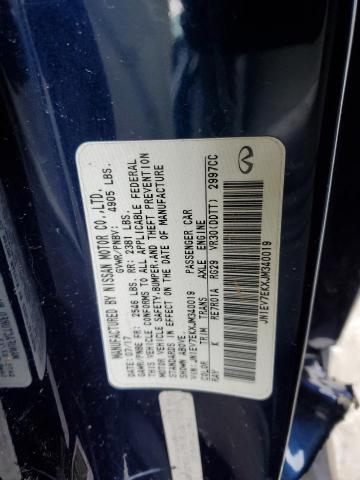 MANUFACTURED BY NISSAN MOTOR CO.,LTD.
DATE: 07/17 GVWR/PNBV: 4905 LBS.
GAWR/PNBE FR: 2546 LBS. RR: 2381 LBS.
THIS VEHICLE CONFORMS TO ALL APPLICABLE FEDERAL
MOTOR VEHICLE SAFETY,BUMPER,AND THEFT PREVENTION
STANDARDS IN EFFECT ON THE DATE OF MANUFACTURE
SHOWN ABOVE.
VIN: JN1EV7EKXJM340019 PASSENGER CAR
COLOR TRIM TRANS AXLE ENGINE
RAY K RE7R01A RG29 VR30(DDTT) 2997CC
JN1EV7EKXJM340019